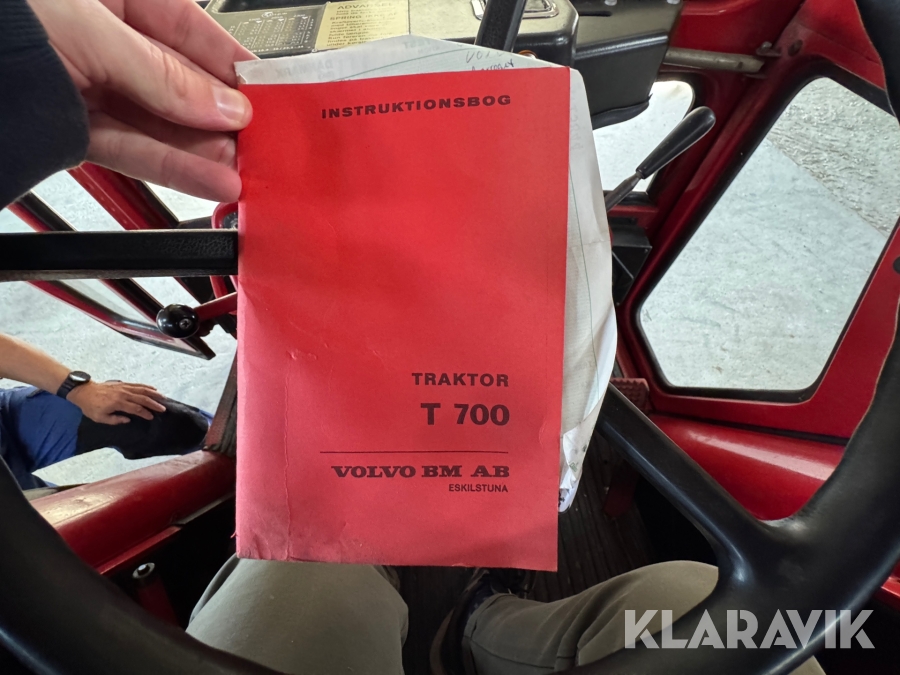 INSTRUKTIONSBOG
TRAKTOR
T 700
VOLVO BM AB
ESKILSTUNA
KLARAVIK